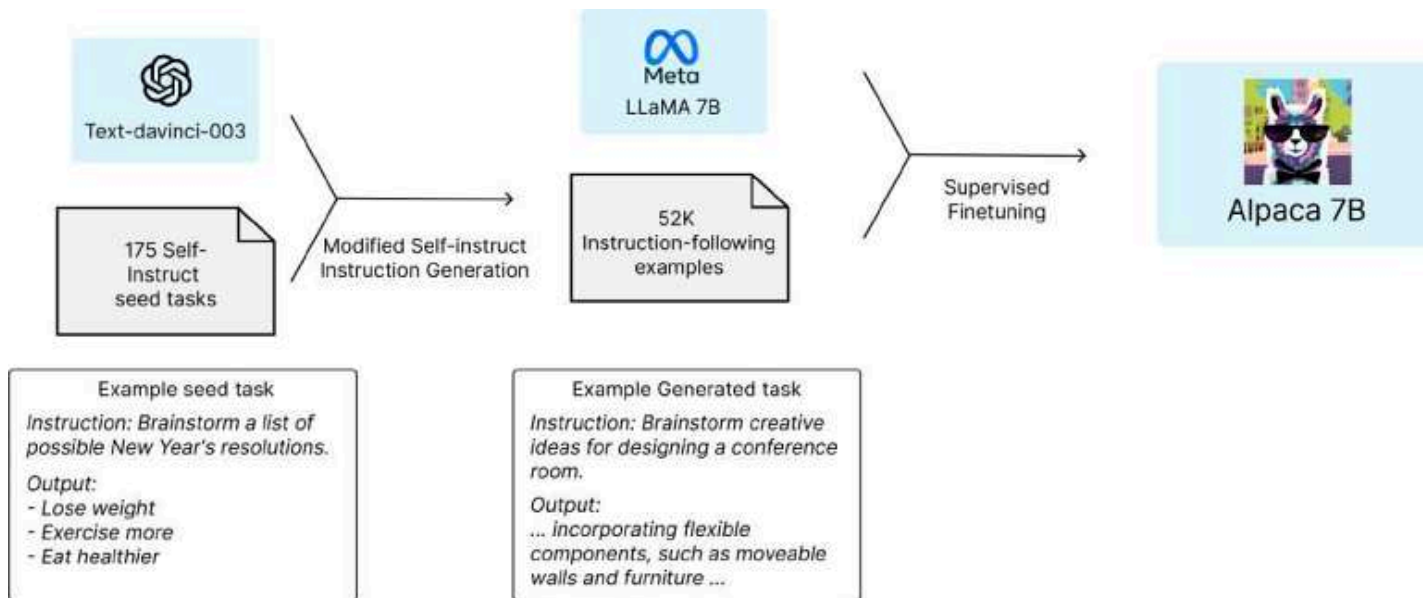 Text-davinci-003
175 Self-
Instruct
seed tasks
Modified Self-instruct
Instruction Generation
Meta
LLaMA 7B
52K
Instruction-following
examples
Supervised
Finetuning
Alpaca 7B
Example seed task
Instruction: Brainstorm a list of
possible New Year's resolutions.
Output:
- Lose weight
- Exercise more
- Eat healthier
Example Generated task
Instruction: Brainstorm creative
ideas for designing a conference
room.
Output:
... incorporating flexible
components, such as moveable
walls and furniture ...